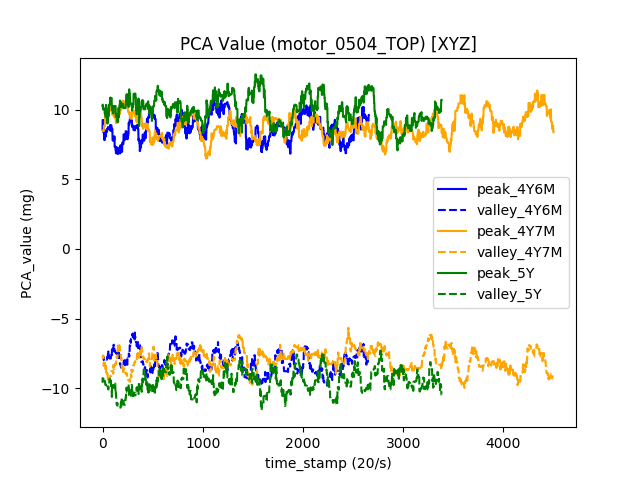 PCA Value (motor_0504_TOP) [XYZ]
PCA_value (mg)
10
5
0
−5
−10
peak_4Y6M
valley_4Y6M
peak_4Y7M
valley_4Y7M
peak_5Y
valley_5Y
0 1000 2000 3000 4000
time_stamp (20/s)